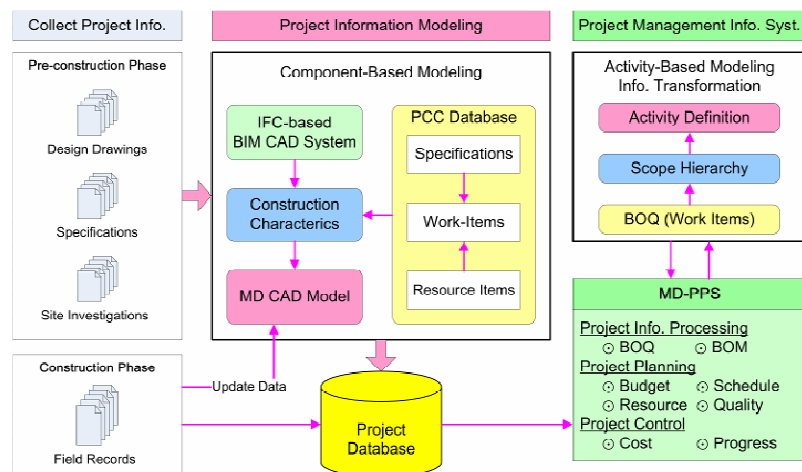 Collect Project Info.
Project Information Modeling
Project Management Info. Syst.
Pre-construction Phase
Design Drawings
Specifications
Site Investigations
Construction Phase
Field Records
Component-Based Modeling
IFC-based
BIM CAD System
Construction
Characterics
MD CAD Model
PCC Database
Specifications
Work-Items
Resource Items
Update Data
Project
Database
Activity-Based Modeling
Info. Transformation
Activity Definition
Scope Hierarchy
BOQ (Work Items)
MD-PPS
Project Info. Processing
⊙ BOQ ⊙ BOM
Project Planning
⊙ Budget ⊙ Schedule
⊙ Resource ⊙ Quality
Project Control
⊙ Cost ⊙ Progress